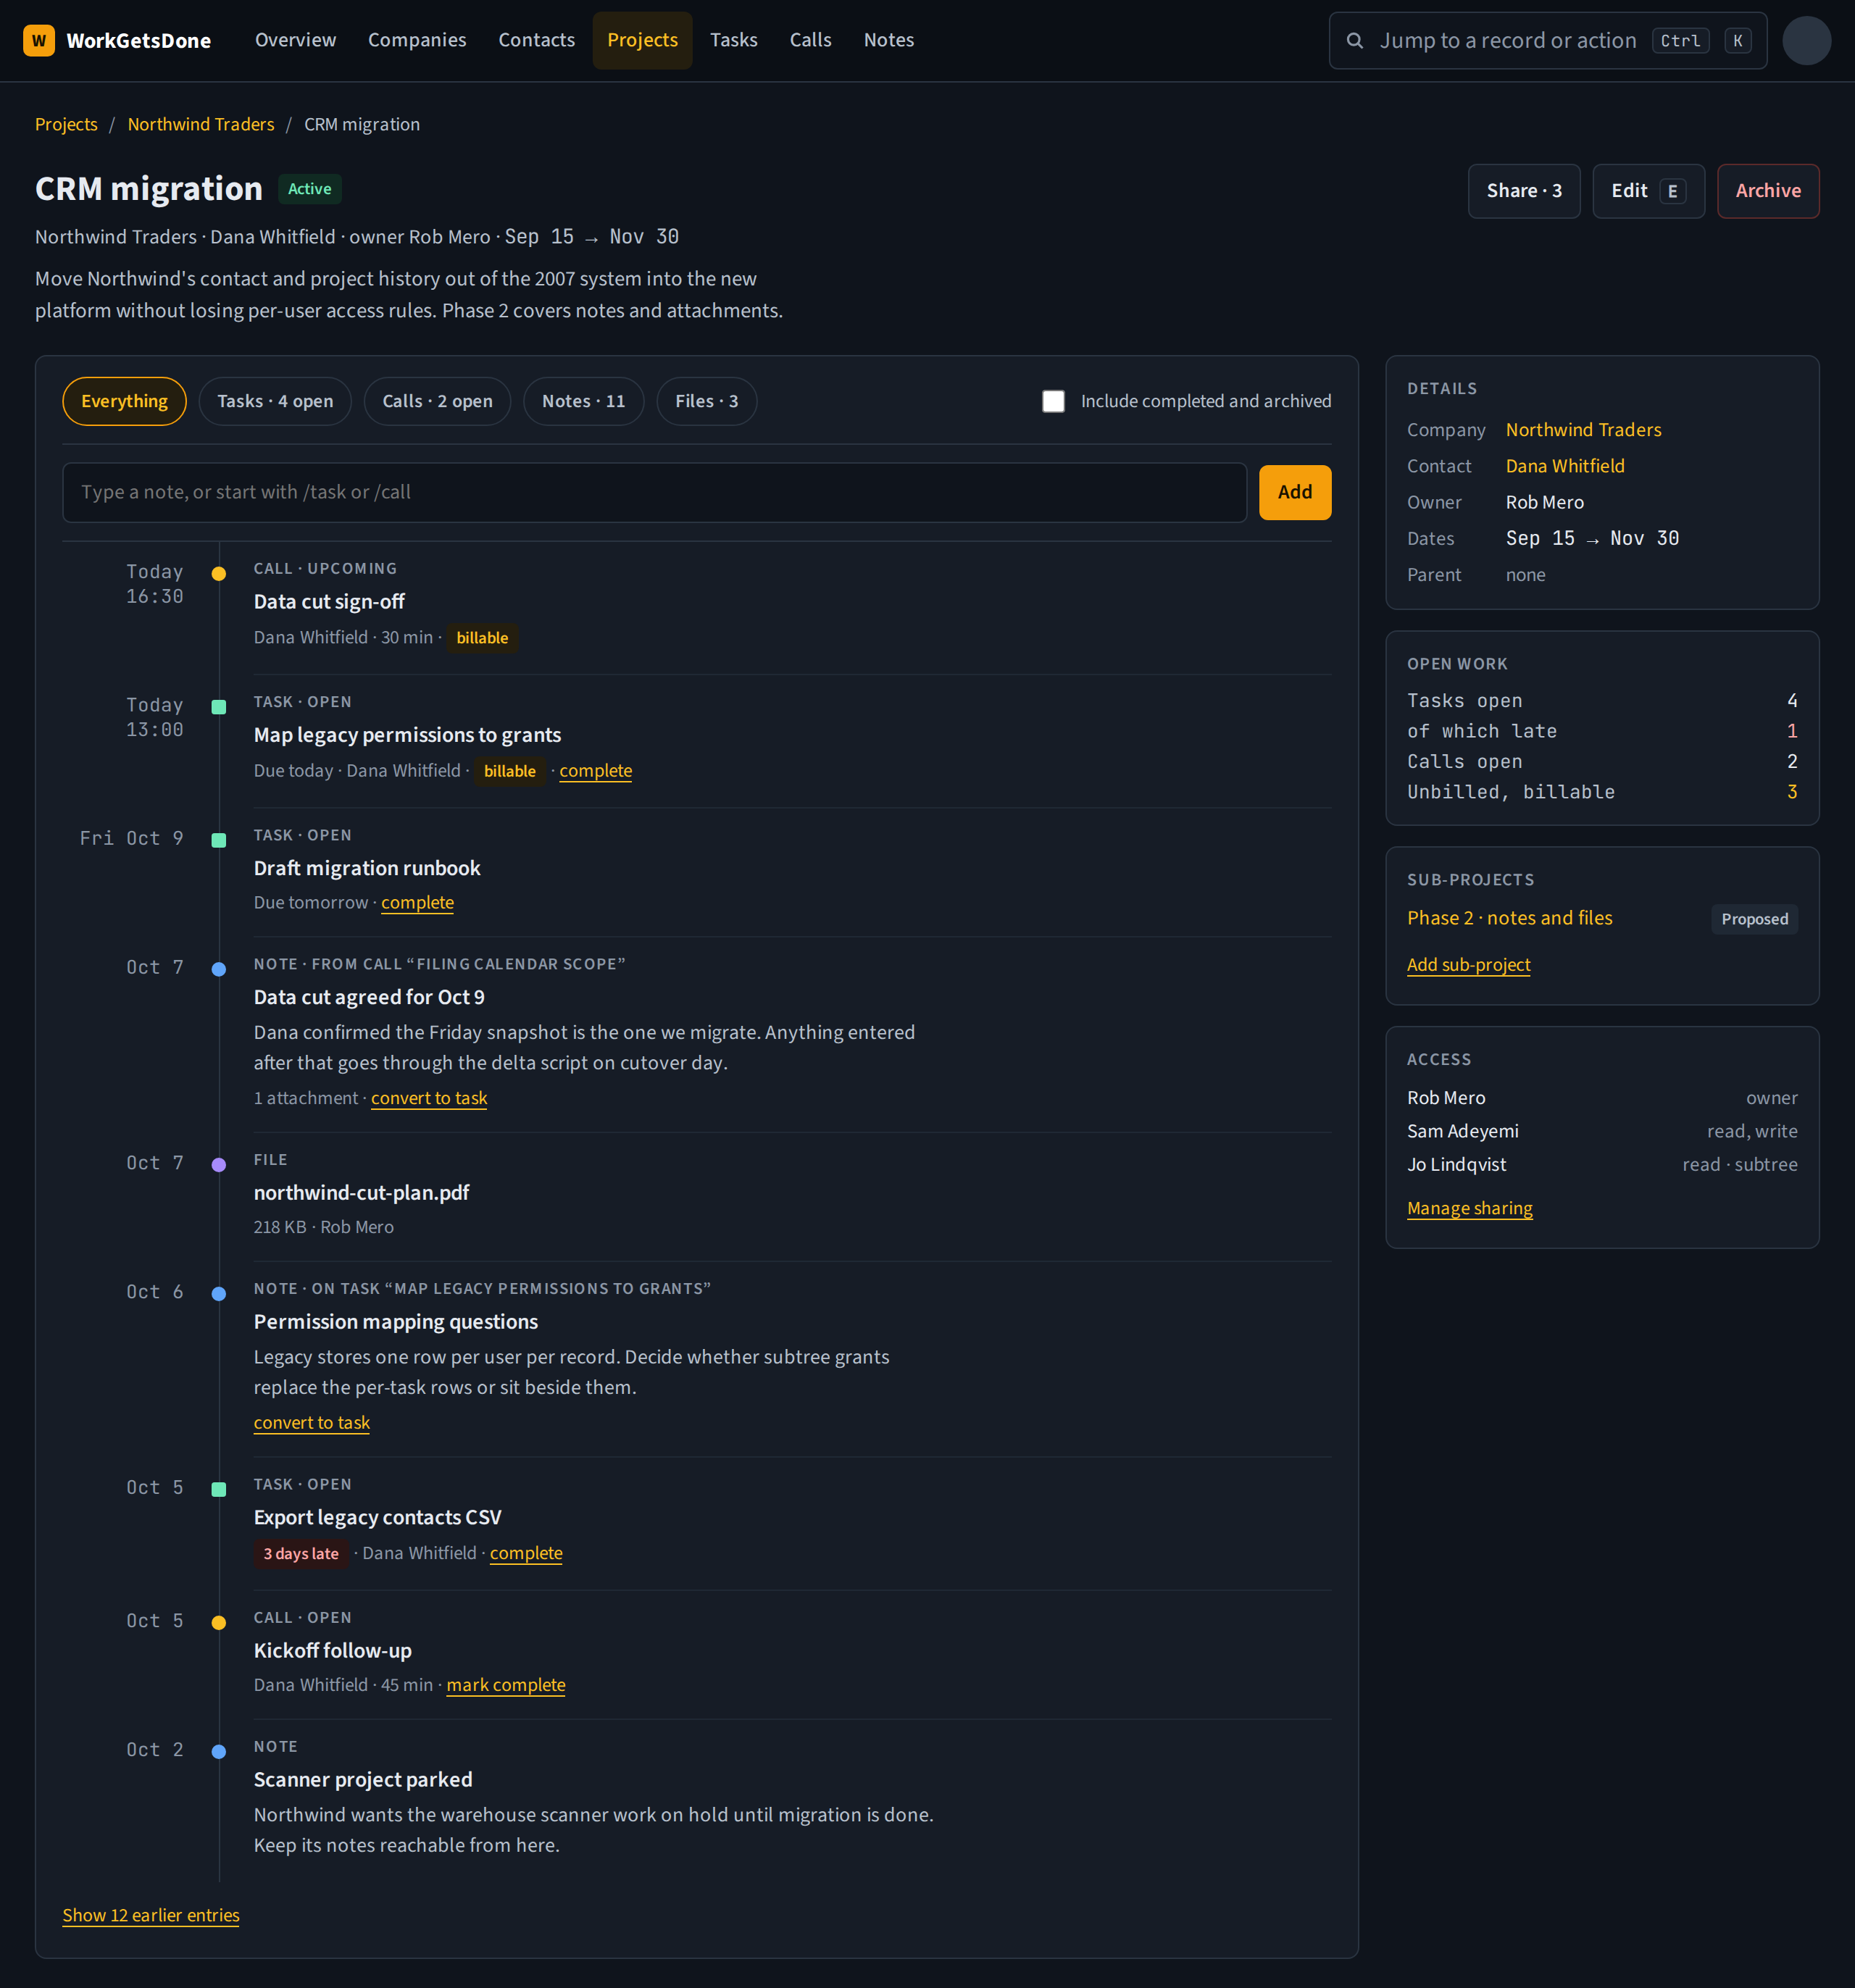 W WorkGetsDone Overview Companies Contacts Projects Tasks Calls Notes Jump to a record or action Ctrl K
Projects / Northwind Traders / CRM migration
CRM migration Active Share · 3 Edit E Archive
Northwind Traders · Dana Whitfield · owner Rob Mero · Sep 15 → Nov 30
Move Northwind's contact and project history out of the 2007 system into the new
platform without losing per-user access rules. Phase 2 covers notes and attachments.
Everything Tasks · 4 open Calls · 2 open Notes · 11 Files · 3 Include completed and archived
Type a note, or start with /task or /call Add
Today
16:30
CALL · UPCOMING
Data cut sign-off
Dana Whitfield · 30 min · billable
Today
13:00
TASK · OPEN
Map legacy permissions to grants
Due today · Dana Whitfield · billable · complete
Fri Oct 9
TASK · OPEN
Draft migration runbook
Due tomorrow · complete
Oct 7
NOTE · FROM CALL “FILING CALENDAR SCOPE”
Data cut agreed for Oct 9
Dana confirmed the Friday snapshot is the one we migrate. Anything entered
after that goes through the delta script on cutover day.
1 attachment · convert to task
Oct 7
FILE
northwind-cut-plan.pdf
218 KB · Rob Mero
Oct 6
NOTE · ON TASK “MAP LEGACY PERMISSIONS TO GRANTS”
Permission mapping questions
Legacy stores one row per user per record. Decide whether subtree grants
replace the per-task rows or sit beside them.
convert to task
Oct 5
TASK · OPEN
Export legacy contacts CSV
3 days late · Dana Whitfield · complete
Oct 5
CALL · OPEN
Kickoff follow-up
Dana Whitfield · 45 min · mark complete
Oct 2
NOTE
Scanner project parked
Northwind wants the warehouse scanner work on hold until migration is done.
Keep its notes reachable from here.
Show 12 earlier entries
DETAILS
Company Northwind Traders
Contact Dana Whitfield
Owner Rob Mero
Dates Sep 15 → Nov 30
Parent none
OPEN WORK
Tasks open 4
of which late 1
Calls open 2
Unbilled, billable 3
SUB-PROJECTS
Phase 2 · notes and files Proposed
Add sub-project
ACCESS
Rob Mero owner
Sam Adeyemi read, write
Jo Lindqvist read · subtree
Manage sharing